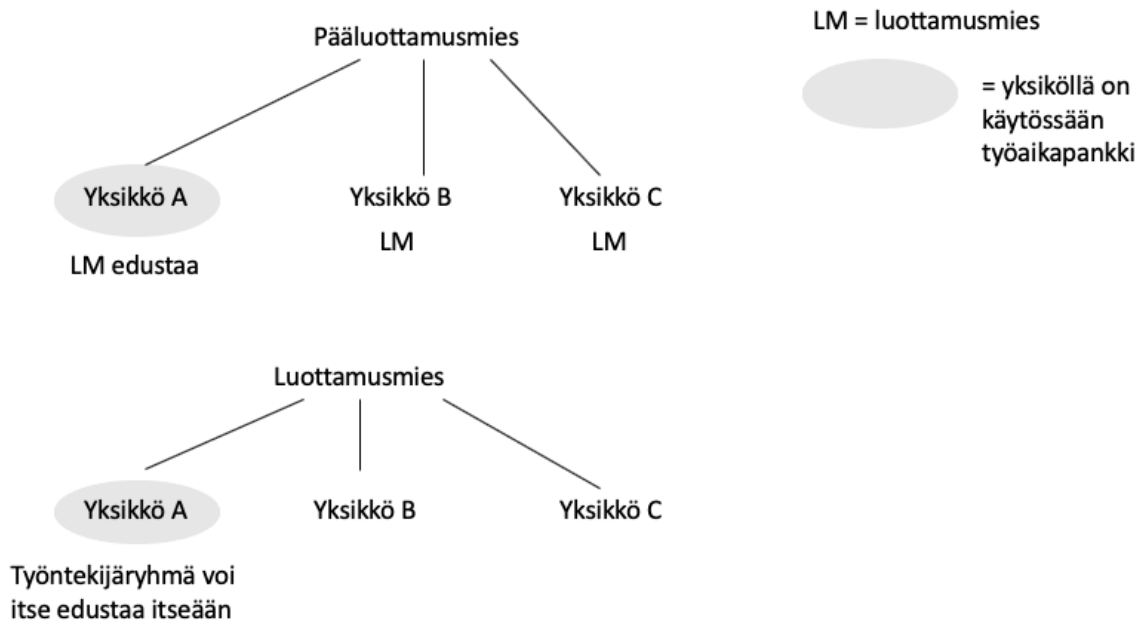 Pääluottamusmies
LM = luottamusmies
= yksiköllä on
käytössään
työaikapankki
Yksikkö A
Yksikkö B
Yksikkö C
LM
LM
LM edustaa
Luottamusmies
Yksikkö A
Yksikkö B
Yksikkö C
Työntekijäryhmä voi
itse edustaa itseään